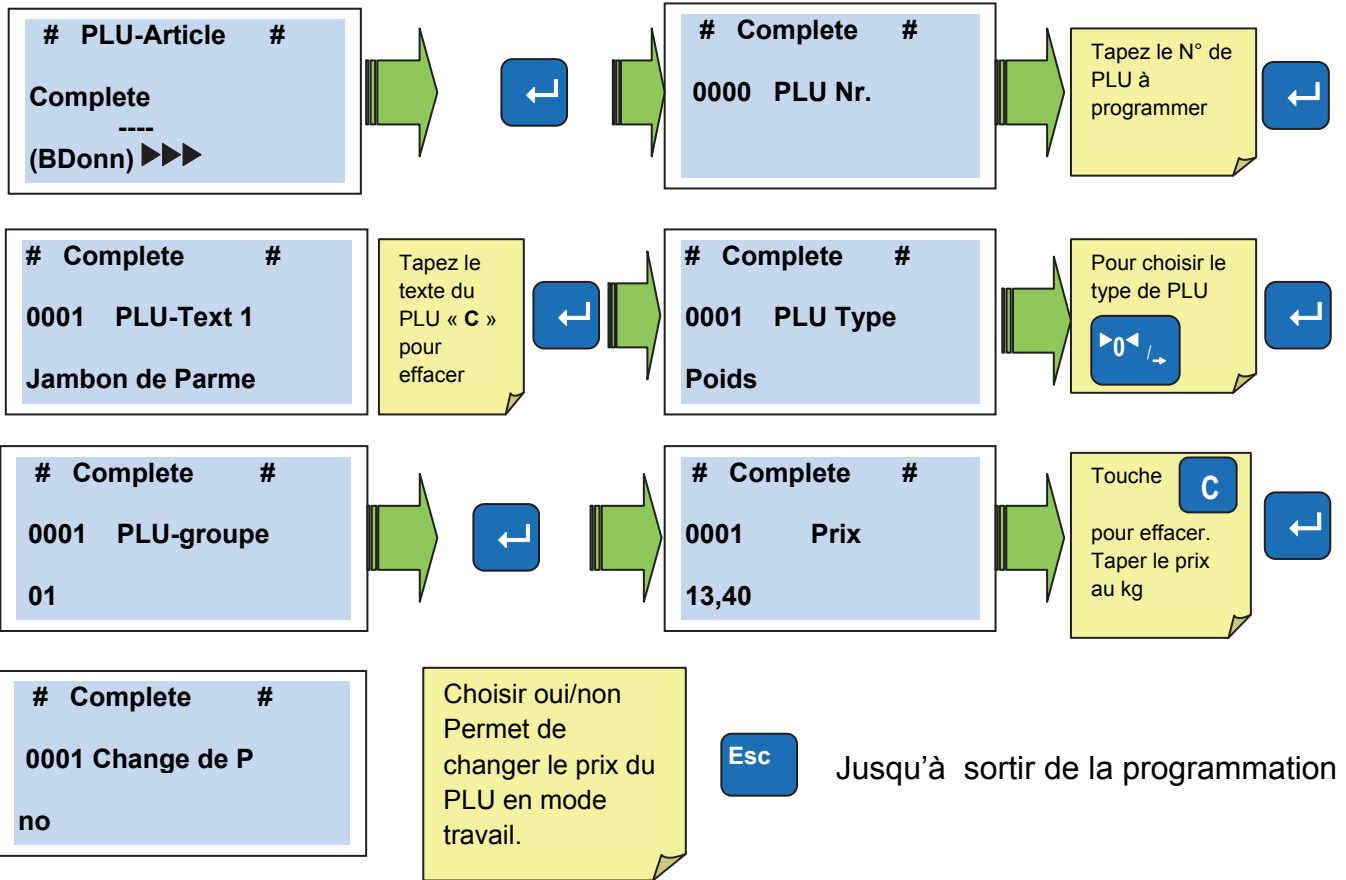 # PLU-Article #
Complete
----
(BDonn) ▶▶▶
# Complete #
0000 PLU Nr.
Tapez le N° de
PLU à
programmer
# Complete #
0001 PLU-Text 1
Jambon de Parme
Tapez le
texte du
PLU « C »
pour
effacer
# Complete #
0001 PLU Type
Poids
Pour choisir le
type de PLU
▶0◀ /→
# Complete #
0001 PLU-groupe
01
# Complete #
0001 Prix
13,40
Touche C
pour effacer.
Taper le prix
au kg
# Complete #
0001 Change de P
no
Choisir oui/non
Permet de
changer le prix du
PLU en mode
travail.
Esc
Jusqu’à sortir de la programmation